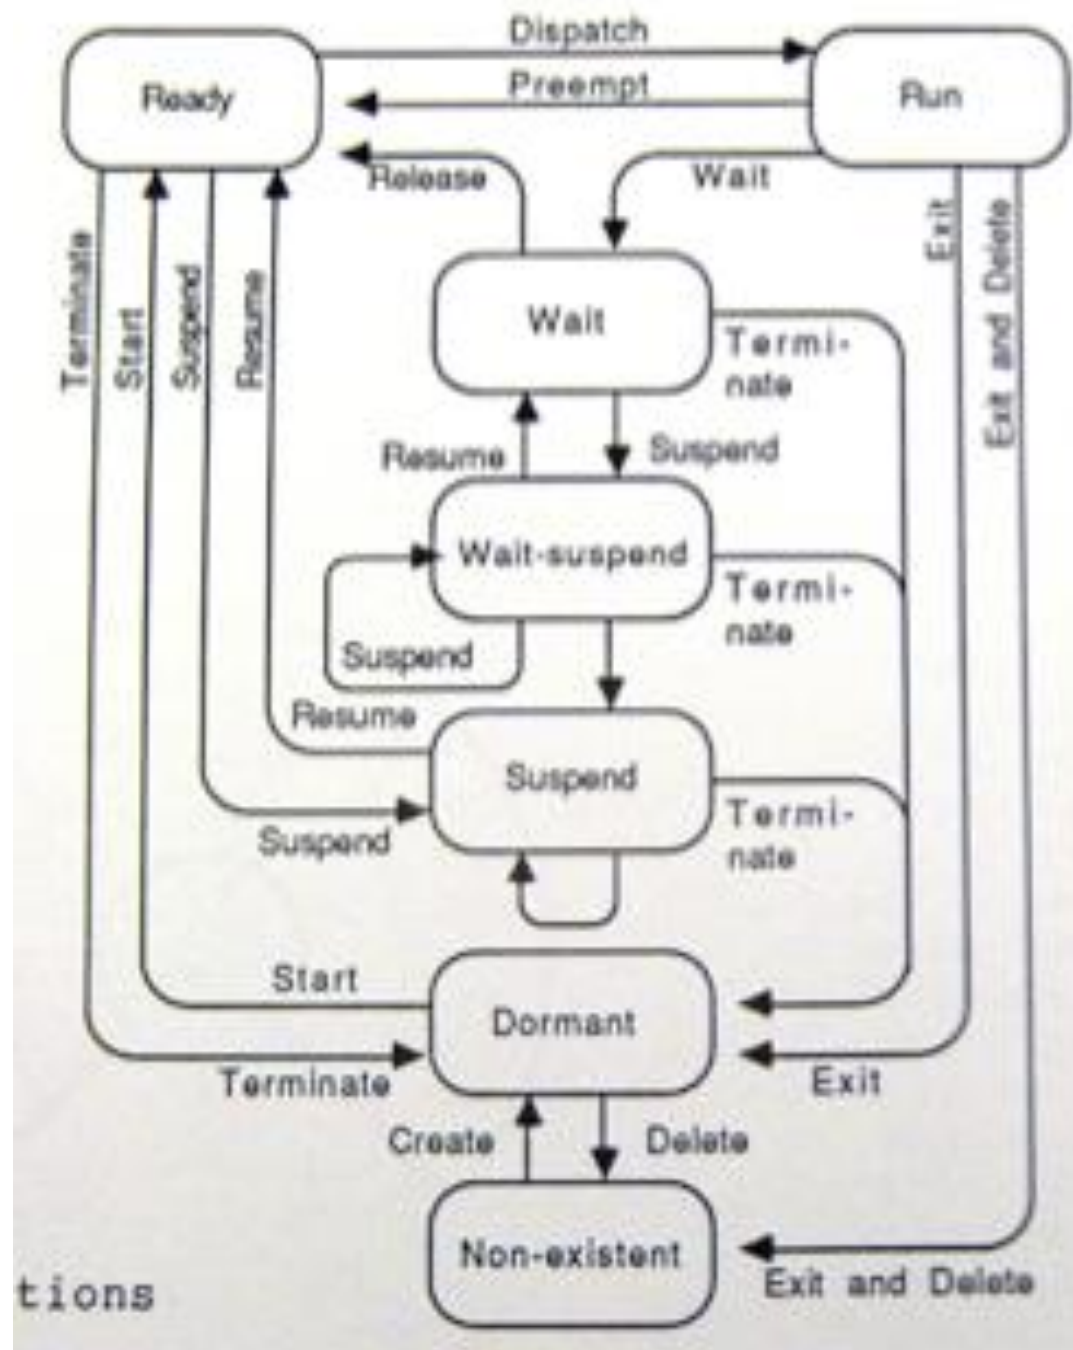 Dispatch
Ready
Preempt
Run
Release
Wait
Terminate
Start
Suspend
Resume
Exit
Exit and Delete
Wait
Termi-
nate
Resume
Suspend
Wait-suspend
Termi-
nate
Suspend
Resume
Suspend
Termi-
nate
Suspend
Start
Dormant
Terminate
Exit
Create
Delete
Non-existent
Exit and Delete
tions